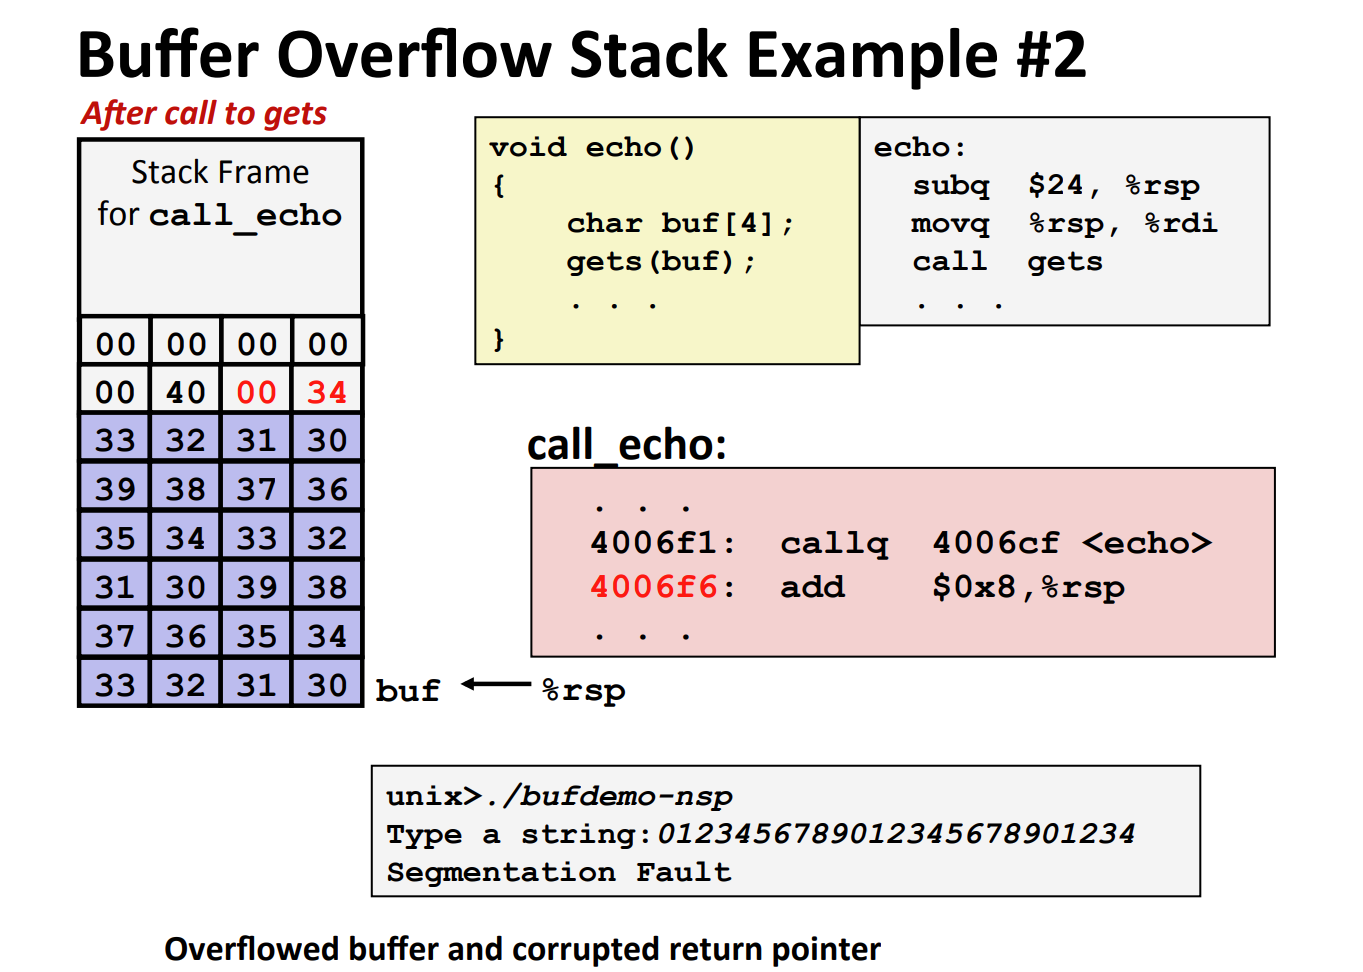 Buffer Overflow Stack Example #2
After call to gets
Stack Frame
for call_echo
00 00 00 00
00 40 00 34
33 32 31 30
39 38 37 36
35 34 33 32
31 30 39 38
37 36 35 34
33 32 31 30
buf
%rsp
void echo()
{
    char buf[4];
    gets(buf);
    . . .
}
echo:
  subq  $24, %rsp
  movq  %rsp, %rdi
  call  gets
  . . .
call_echo:
. . .
4006f1:  callq  4006cf <echo>
4006f6:  add    $0x8,%rsp
. . .
unix>./bufdemo-nsp
Type a string:0123456789012345678901234
Segmentation Fault
Overflowed buffer and corrupted return pointer